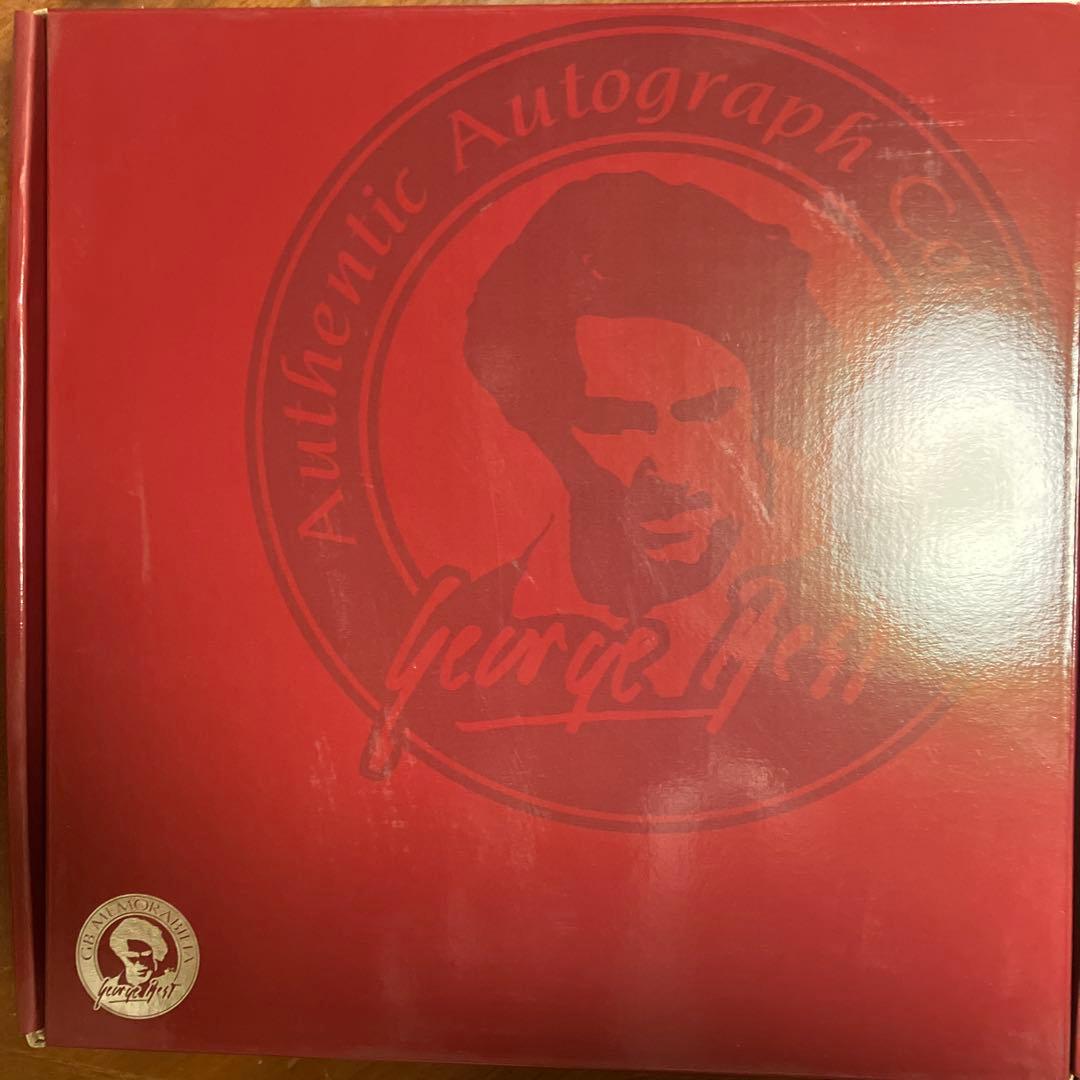 Authentic Autograph Co
George Best
GB MEMORABILIA
George Best